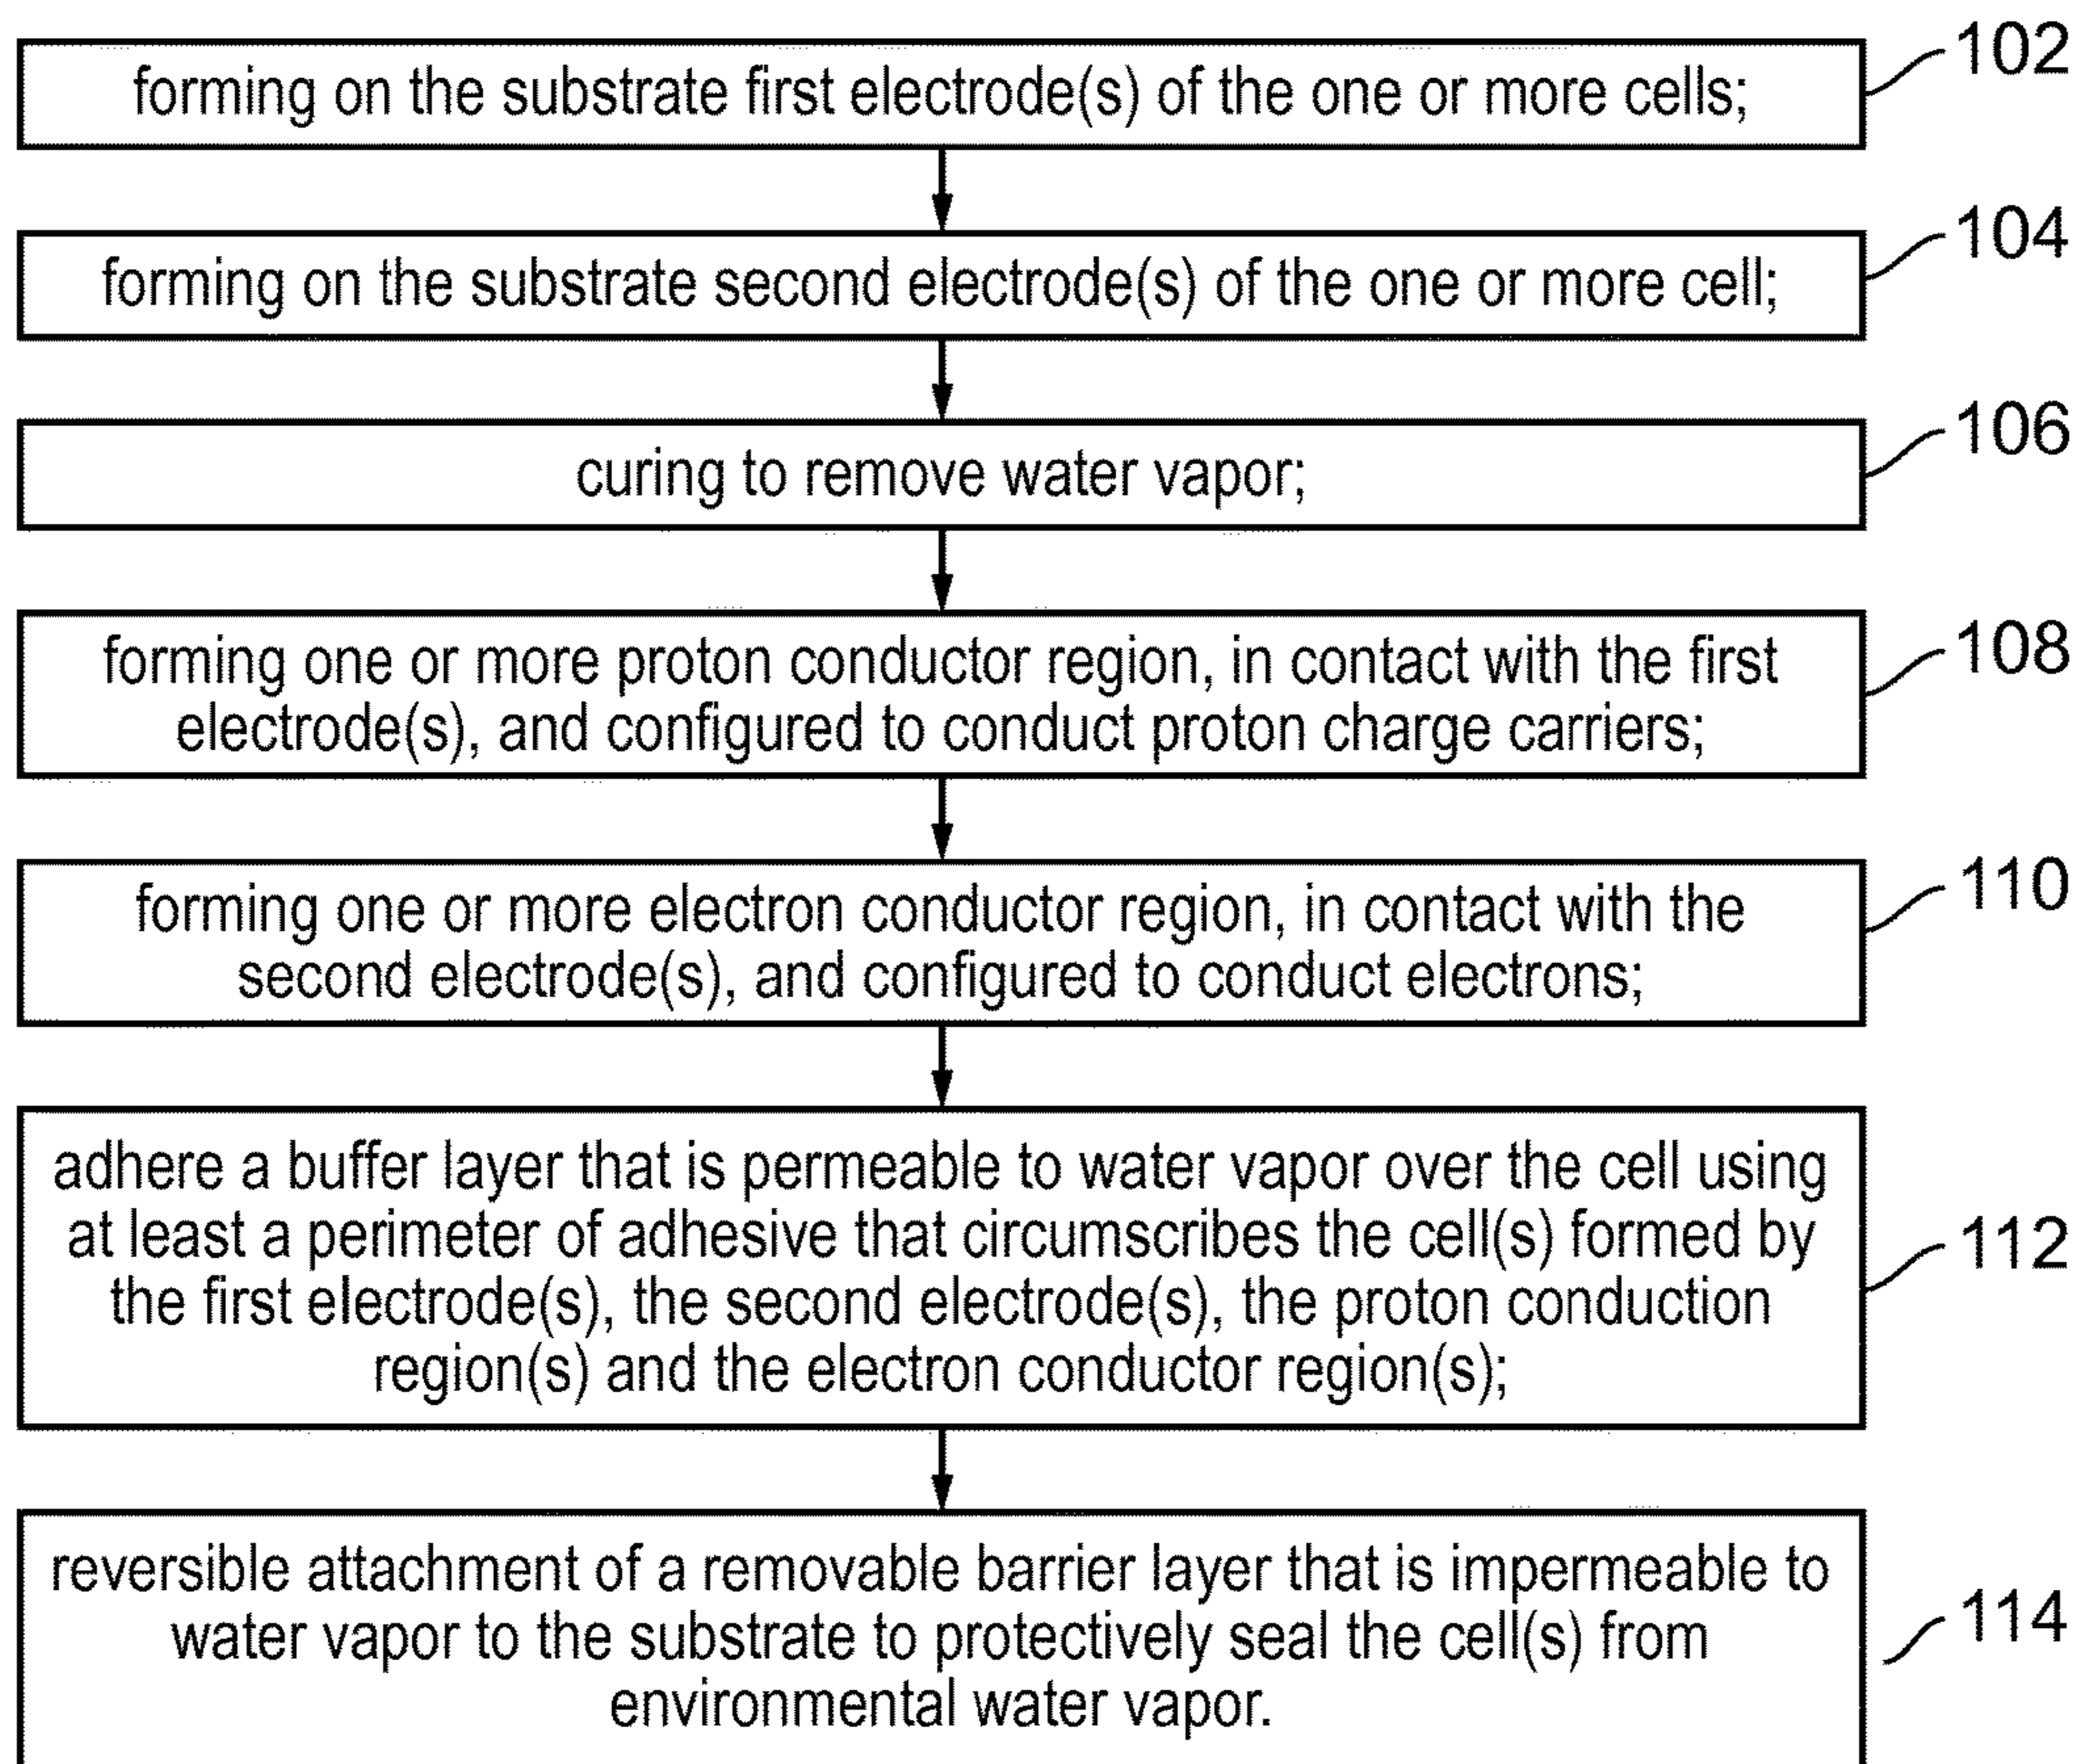 forming on the substrate first electrode(s) of the one or more cells;
102
forming on the substrate second electrode(s) of the one or more cell;
104
curing to remove water vapor;
106
forming one or more proton conductor region, in contact with the first
electrode(s), and configured to conduct proton charge carriers;
108
forming one or more electron conductor region, in contact with the
second electrode(s), and configured to conduct electrons;
110
adhere a buffer layer that is permeable to water vapor over the cell using
at least a perimeter of adhesive that circumscribes the cell(s) formed by
the first electrode(s), the second electrode(s), the proton conduction
region(s) and the electron conductor region(s);
112
reversible attachment of a removable barrier layer that is impermeable to
water vapor to the substrate to protectively seal the cell(s) from
environmental water vapor.
114